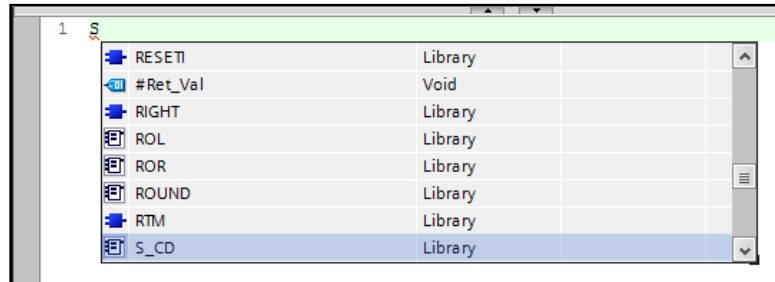 1 S
RESETI Library
#Ret_Val Void
RIGHT Library
ROL Library
ROR Library
ROUND Library
RTM Library
S_CD Library